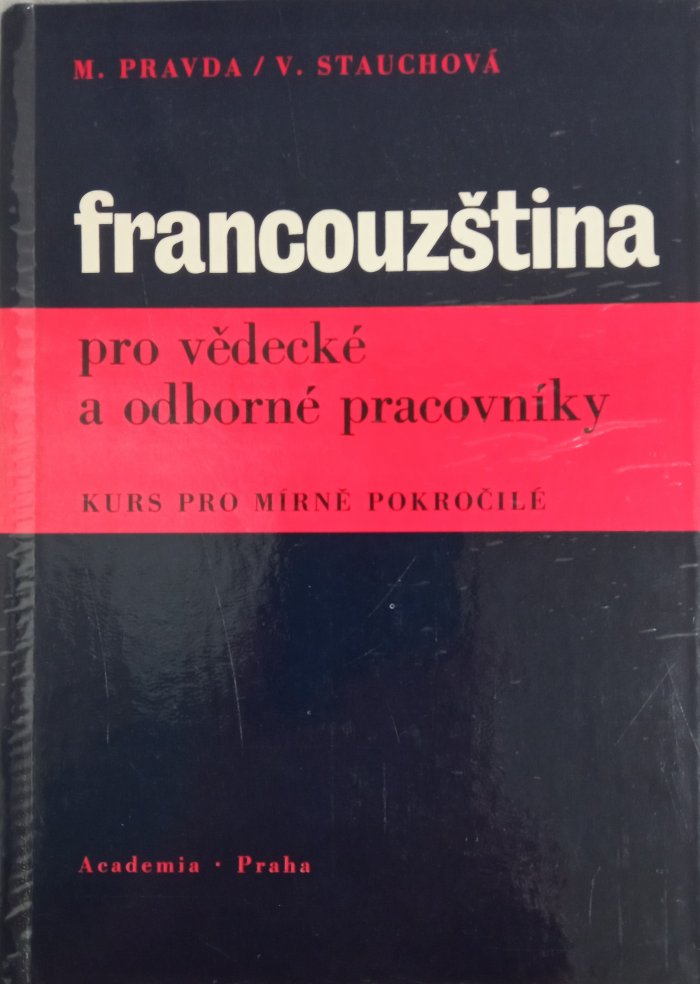 M. PRAVDA / V. STAUCHOVÁ
francouzština
pro vědecké
a odborné pracovníky
KURS PRO MÍRNĚ POKROČILÉ
Academia · Praha